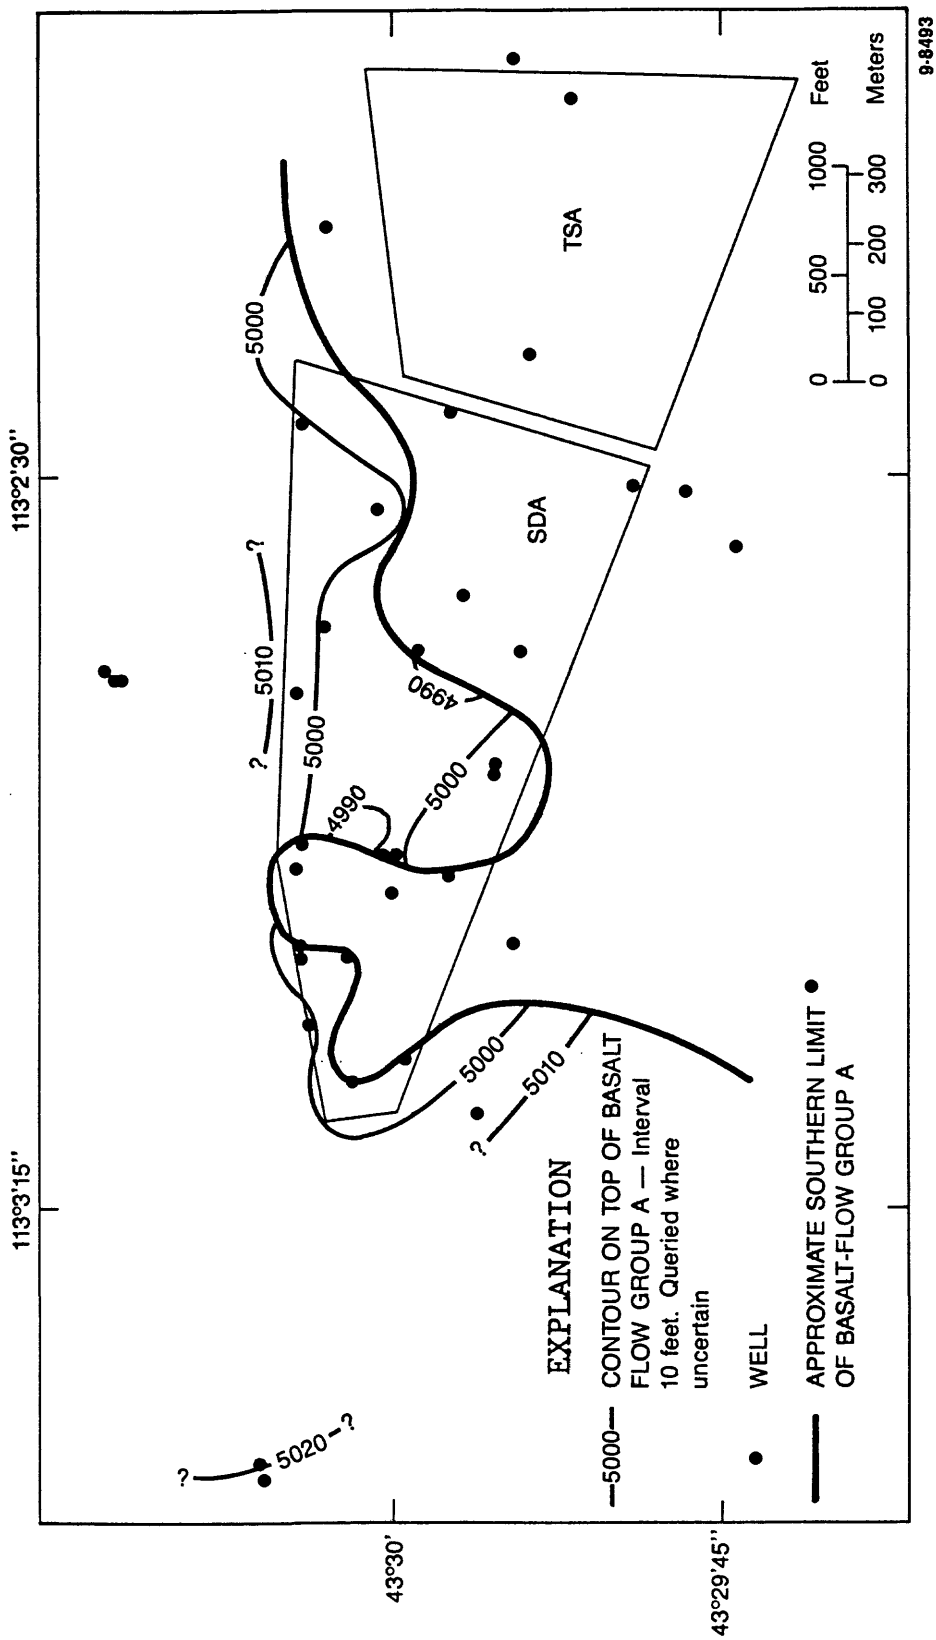 113°3'15"
113°2'30"
43°30'
43°29'45"
?
5020
?
?
5010
?
5000
5000
4990
5000
4990
5000
5010
?
SDA
TSA
EXPLANATION
—5000— CONTOUR ON TOP OF BASALT
FLOW GROUP A — Interval
10 feet. Queried where
uncertain
WELL
APPROXIMATE SOUTHERN LIMIT
OF BASALT-FLOW GROUP A
0 500 1000 Feet
0 100 200 300 Meters
9-8493